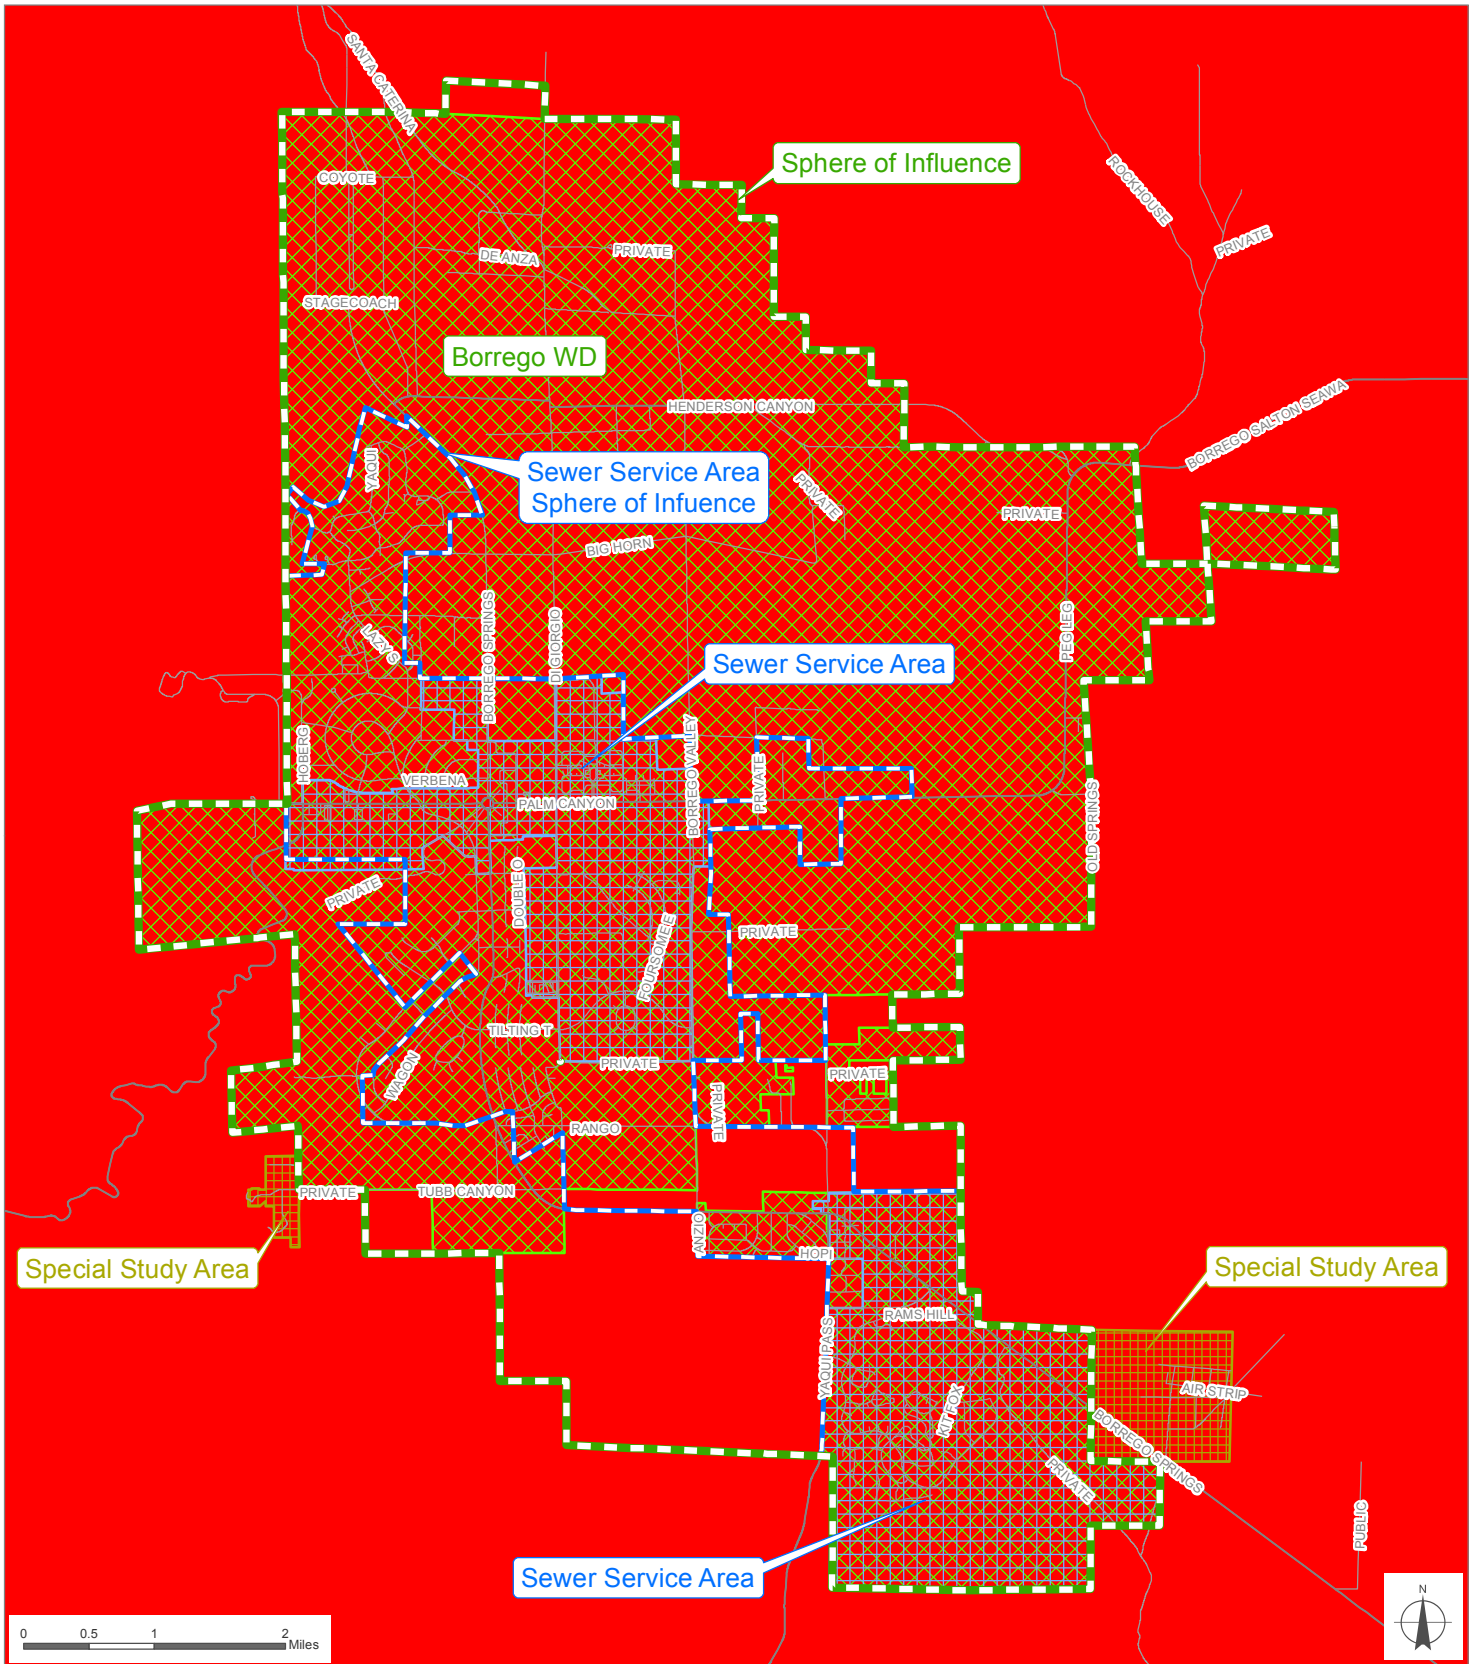 SANTA CATERINA
Sphere of Influence
ROCKHOUSE
COYOTE
PRIVATE
DE ANZA
PRIVATE
STAGECOACH
Borrego WD
HENDERSON CANYON
BORREGO SALTON SEAWA
YAQUI
Sewer Service Area
Sphere of Infuence
PRIVATE
PRIVATE
BIG HORN
LAZY S
BORREGO SPRINGS
DI GIORGIO
PEG LEG
Sewer Service Area
HOBERG
BORREGO VALLEY
VERBENA
PRIVATE
PALM CANYON
OLD SPRINGS
PRIVATE
DOUBLE O
FOURSOME E
PRIVATE
TILTING T
WAGON
PRIVATE
PRIVATE
PRIVATE
RANGO
PRIVATE
TUBB CANYON
ANZIO
HOPI
Special Study Area
Special Study Area
RAMS HILL
YAQUI PASS
KIT FOX
AIR STRIP
BORREGO SPRINGS
PRIVATE
PUBLIC
Sewer Service Area
0 0.5 1 2
Miles
N